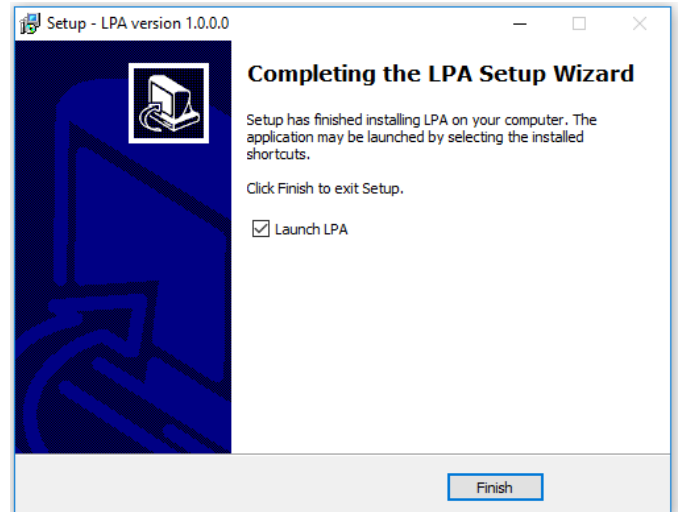 Setup - LPA version 1.0.0.0
Completing the LPA Setup Wizard
Setup has finished installing LPA on your computer. The
application may be launched by selecting the installed
shortcuts.
Click Finish to exit Setup.
Launch LPA
Finish